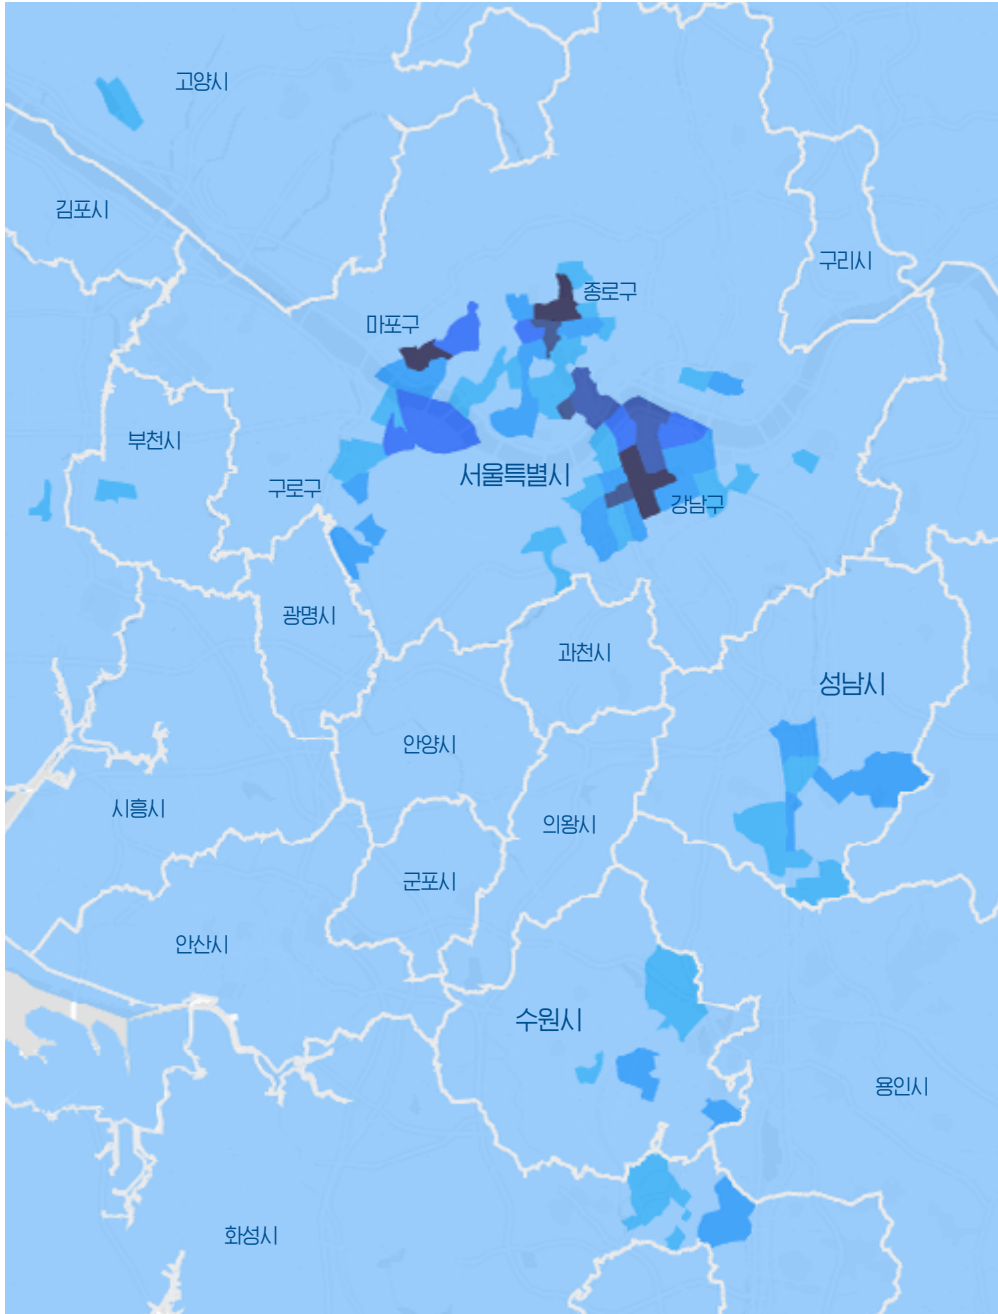 고양시
김포시
구리시
종로구
마포구
부천시
서울특별시
구로구
강남구
광명시
과천시
성남시
안양시
시흥시
의왕시
군포시
안산시
수원시
용인시
화성시